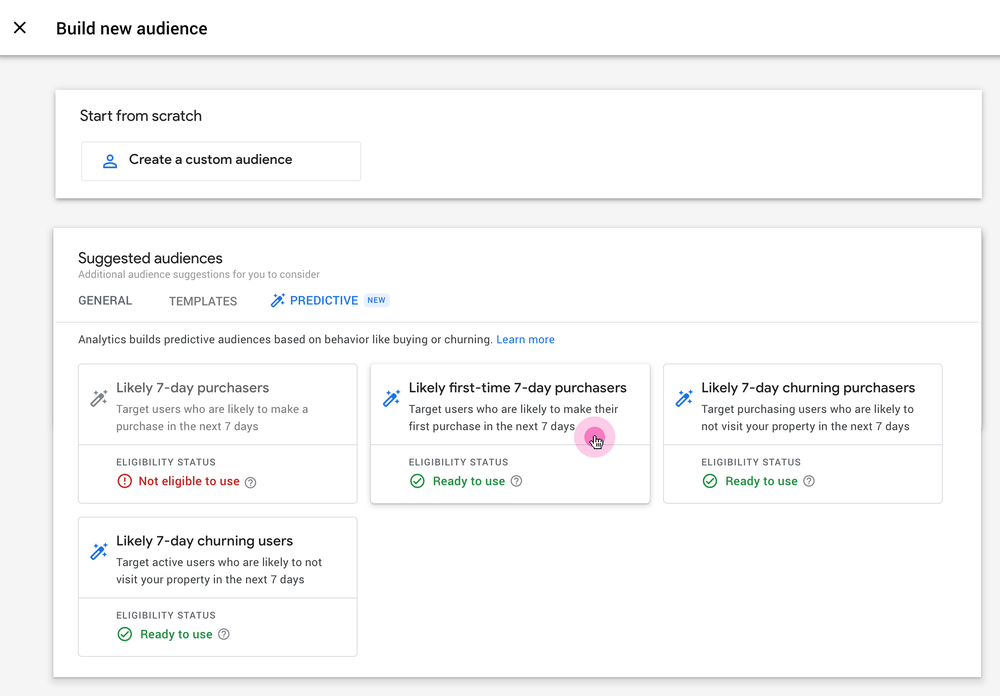 Build new audience
Start from scratch
Create a custom audience
Suggested audiences
Additional audience suggestions for you to consider
GENERAL TEMPLATES PREDICTIVE NEW
Analytics builds predictive audiences based on behavior like buying or churning. Learn more
Likely 7-day purchasers
Target users who are likely to make a
purchase in the next 7 days
ELIGIBILITY STATUS
Not eligible to use
Likely first-time 7-day purchasers
Target users who are likely to make their
first purchase in the next 7 days
ELIGIBILITY STATUS
Ready to use
Likely 7-day churning purchasers
Target purchasing users who are likely to
not visit your property in the next 7 days
ELIGIBILITY STATUS
Ready to use
Likely 7-day churning users
Target active users who are likely to not
visit your property in the next 7 days
ELIGIBILITY STATUS
Ready to use